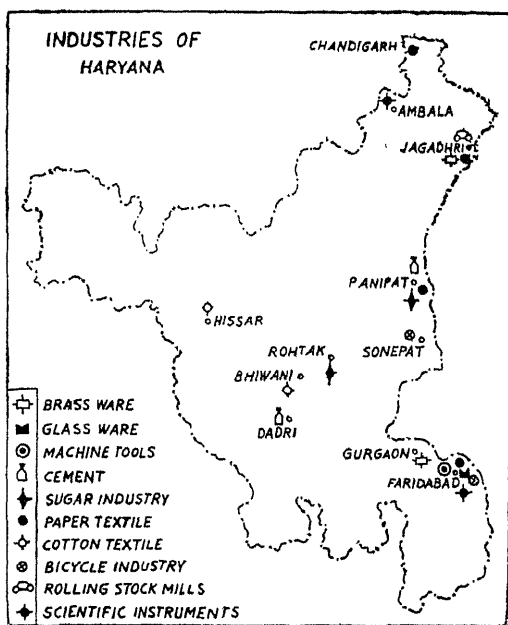 INDUSTRIES OF
HARYANA
CHANDIGARH
AMBALA
JAGADHRI
PANIPAT
HISSAR
SONEPAT
ROHTAK
BHIWANI
DADRI
GURGAON
FARIDABAD
BRASS WARE
GLASS WARE
MACHINE TOOLS
CEMENT
SUGAR INDUSTRY
PAPER TEXTILE
COTTON TEXTILE
BICYCLE INDUSTRY
ROLLING STOCK MILLS
SCIENTIFIC INSTRUMENTS